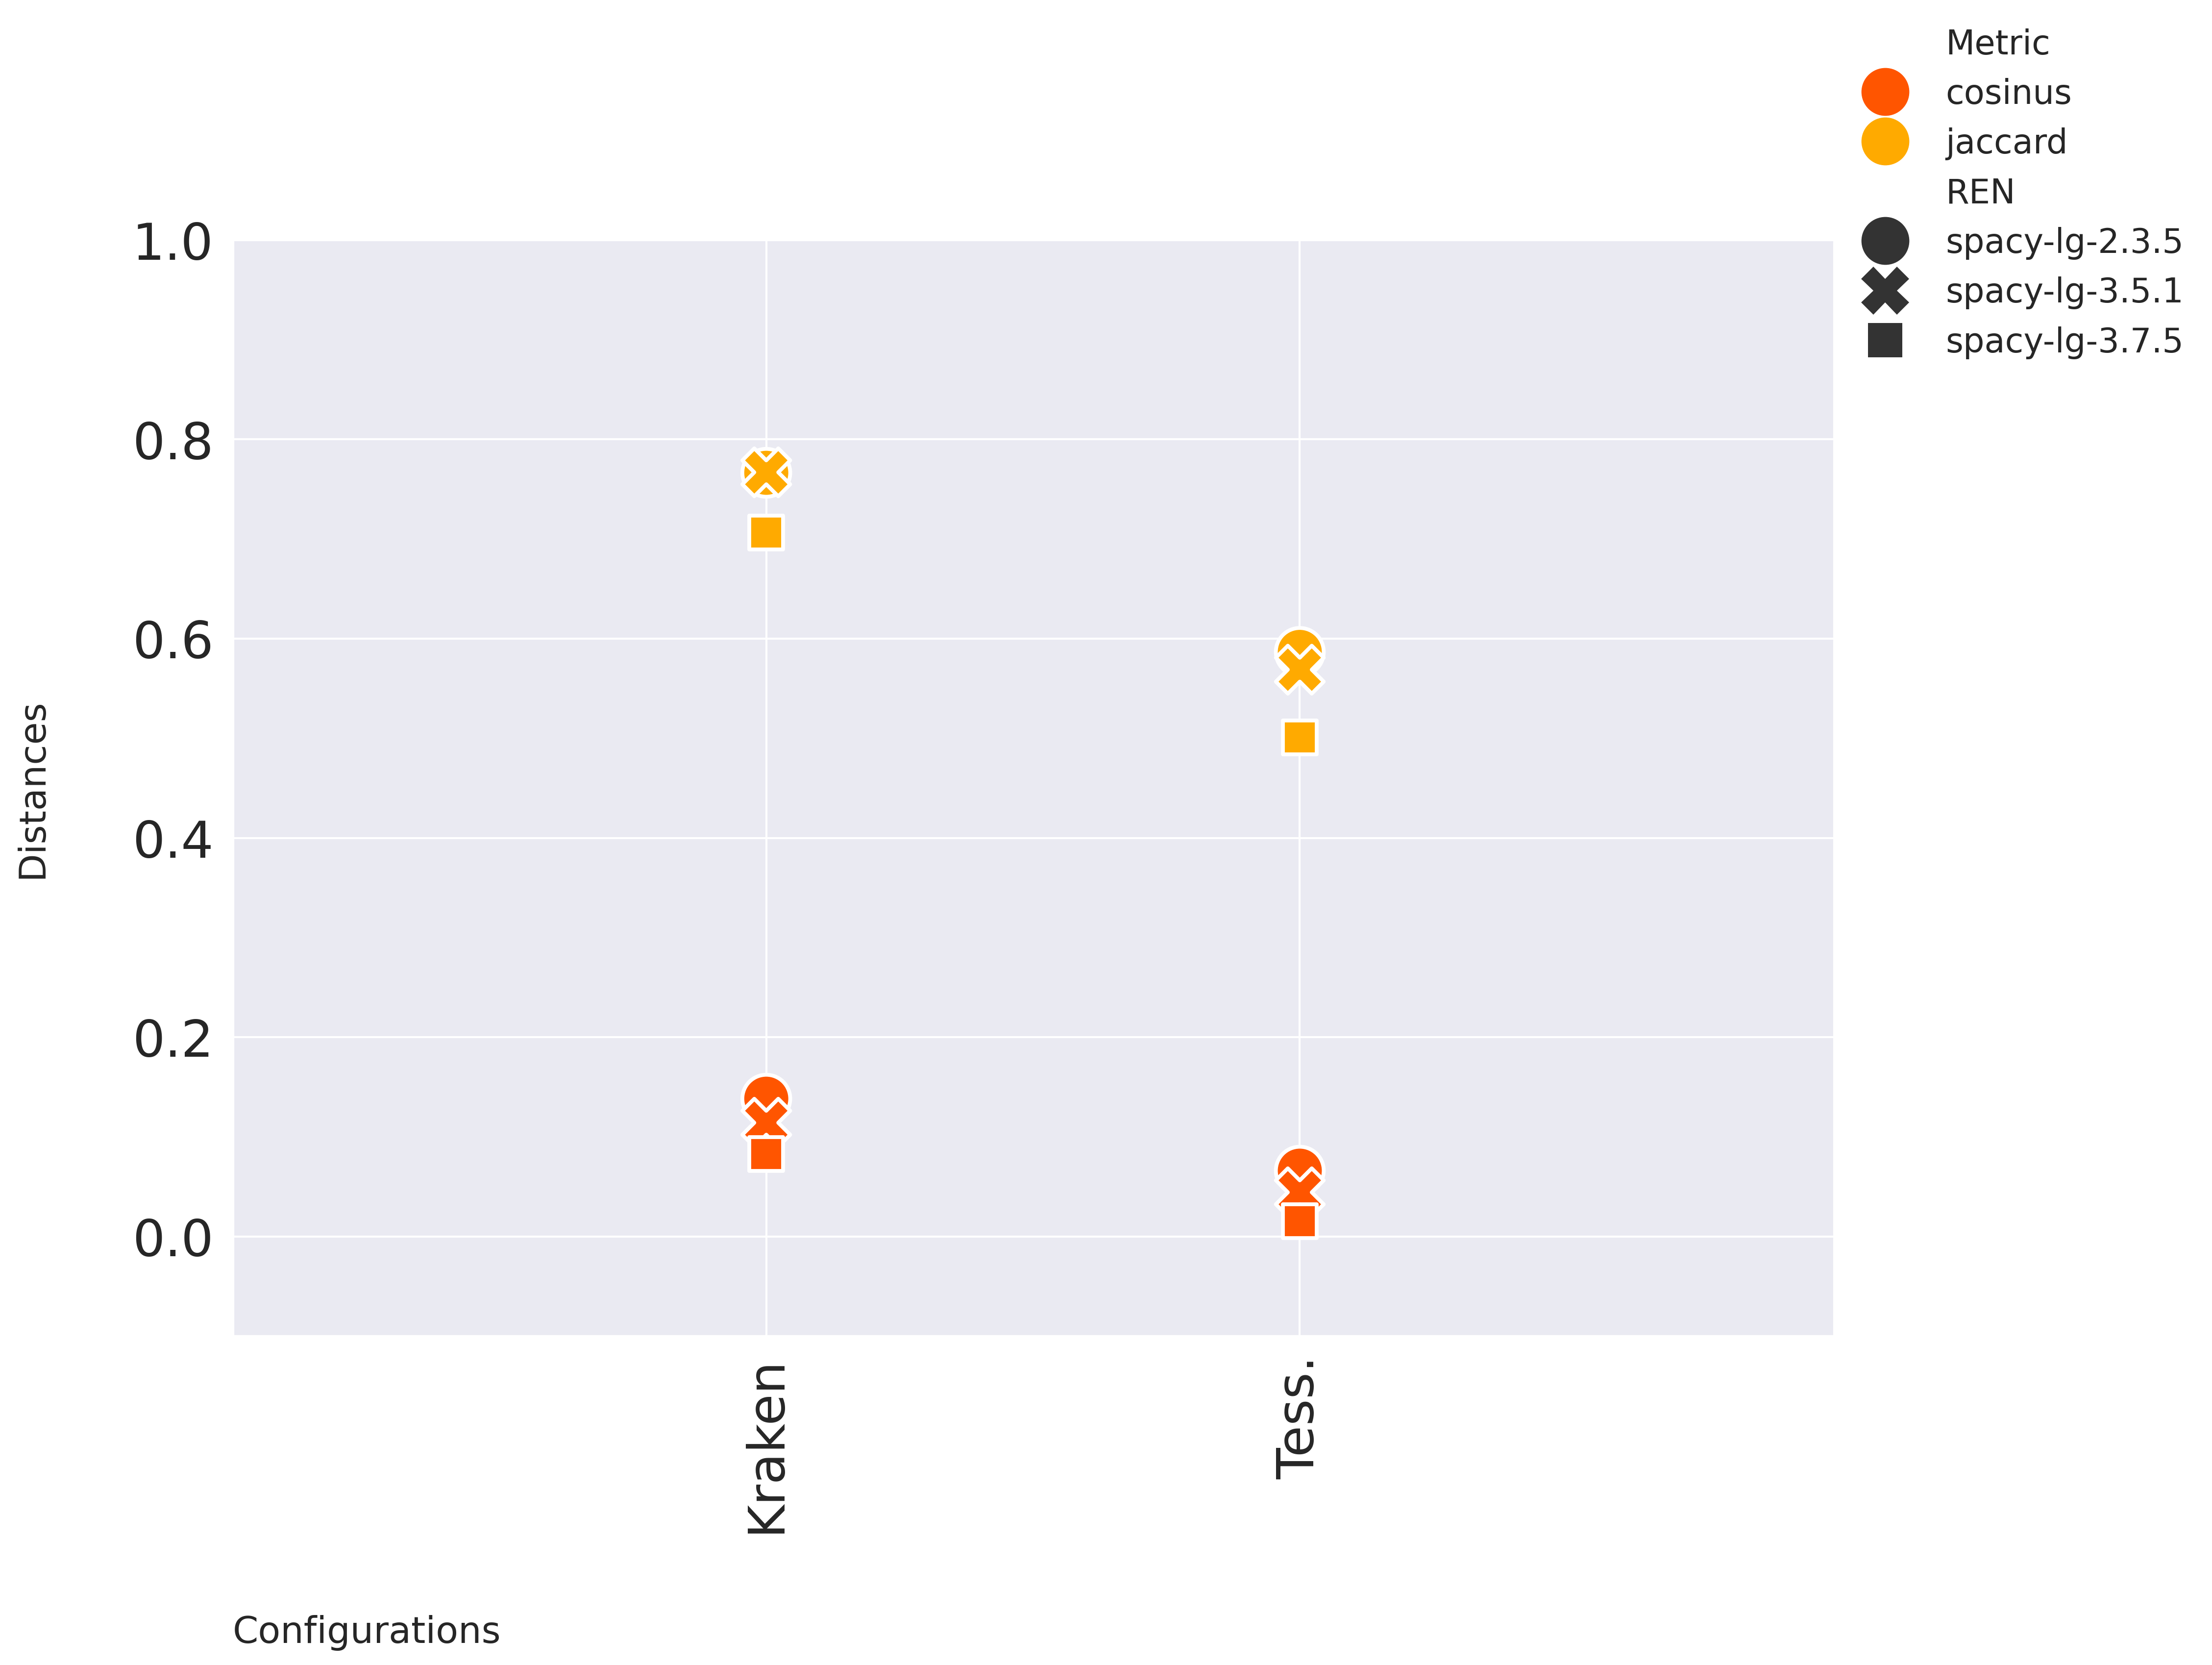 Metric
cosinus
jaccard
REN
spacy-lg-2.3.5
spacy-lg-3.5.1
spacy-lg-3.7.5
1.0
0.8
0.6
0.4
0.2
0.0
Distances
Kraken
Tess.
Configurations